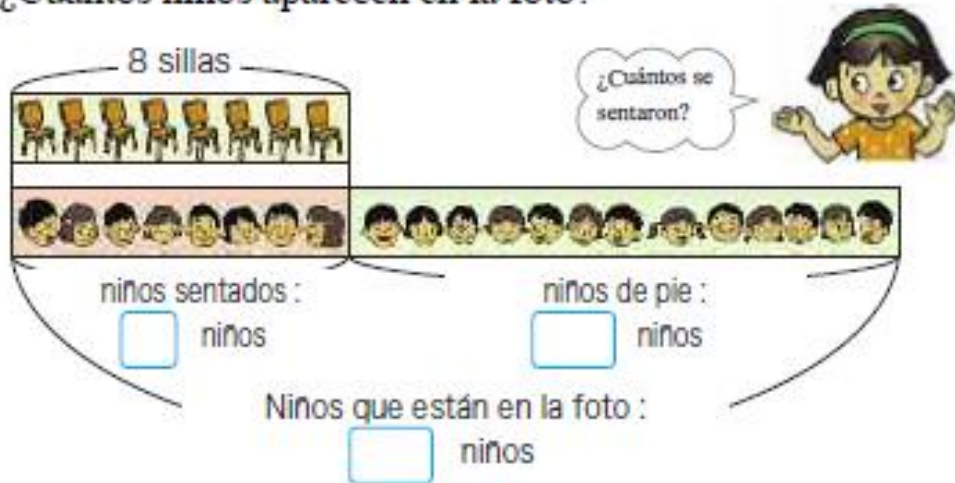 ¿Cuántos niños aparecen en la foto?
8 sillas
¿Cuántos se
sentaron?
niños sentados :
niños
niños de pie :
niños
Niños que están en la foto :
niños